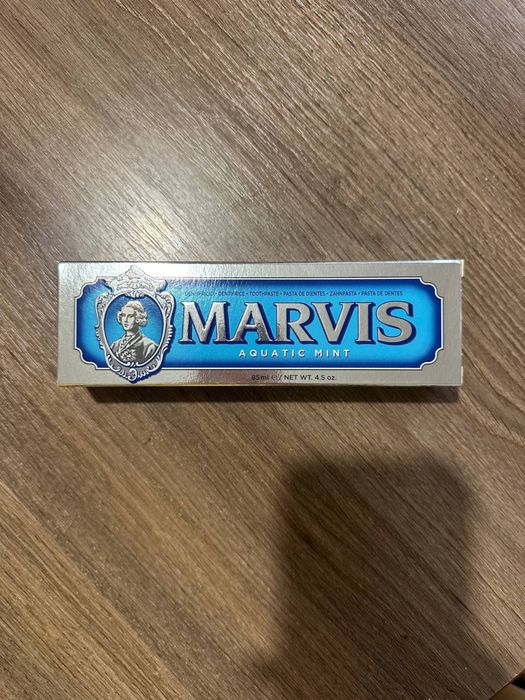 DENTIFRICIO • DENTIFRICE • TOOTHPASTE • PASTA DE DIENTES • ZAHNPASTA • PASTA DE DENTES
MARVIS
AQUATIC MINT
85ml ℮ / NET WT. 4.5 oz.